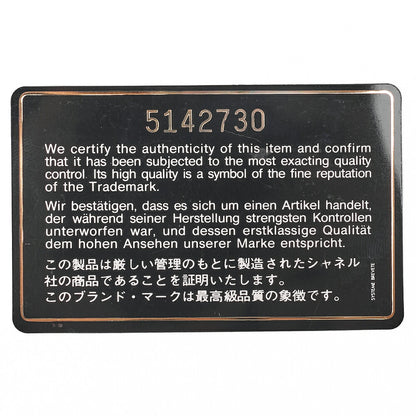 5142730
We certify the authenticity of this item and confirm
that it has been subjected to the most exacting quality
control. Its high quality is a symbol of the fine reputation
of the Trademark.
Wir bestätigen, dass es sich um einen Artikel handelt,
der während seiner Herstellung strengsten Kontrollen
unterworfen war, und dessen erstklassige Qualität
dem hohen Ansehen unserer Marke entspricht.
この製品は厳しい管理のもとに製造されたシャネル
社の商品であることを証明いたします。
このブランド・マークは最高級品質の象徴です。
SYSTEME BREVETE